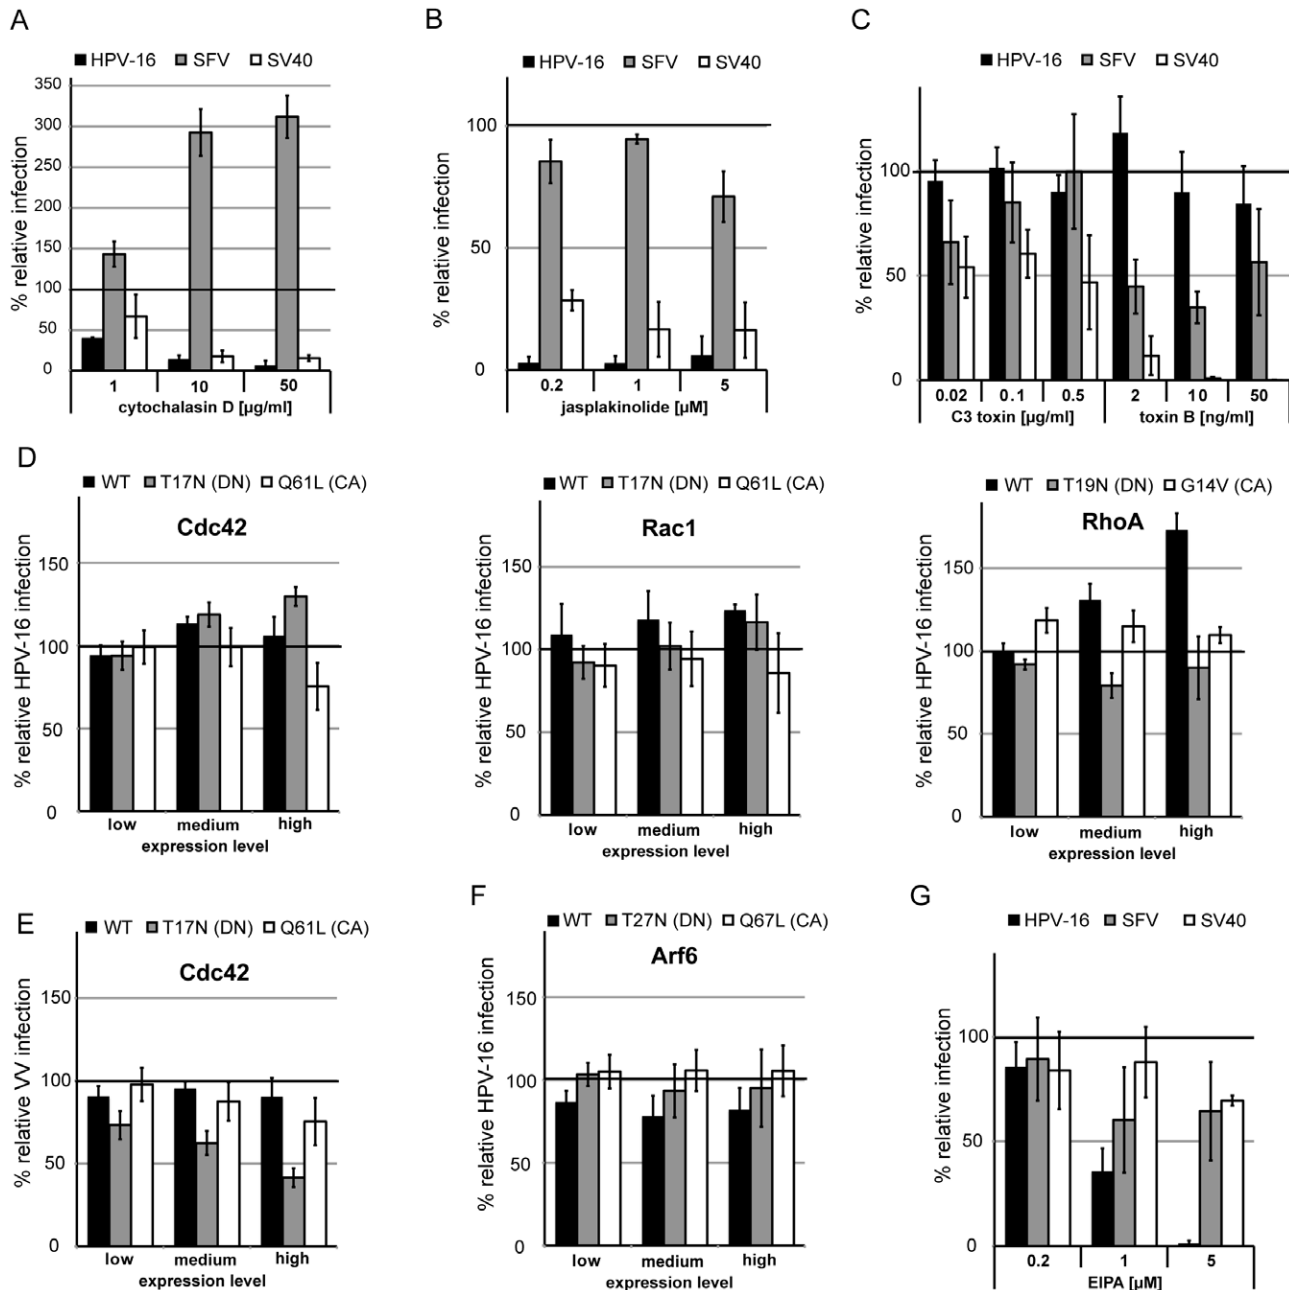 A
HPV-16 SFV SV40
% relative infection
350
300
250
200
150
100
50
0
1 10 50
cytochalasin D [µg/ml]
B
HPV-16 SFV SV40
% relative infection
100
50
0
0.2 1 5
jasplakinolide [µM]
C
HPV-16 SFV SV40
% relative infection
100
50
0
0.02 0.1 0.5 2 10 50
C3 toxin [µg/ml] toxin B [ng/ml]
D
WT T17N (DN) Q61L (CA)
Cdc42
% relative HPV-16 infection
150
100
50
0
low medium high
expression level
WT T17N (DN) Q61L (CA)
Rac1
% relative HPV-16 infection
150
100
50
0
low medium high
expression level
WT T19N (DN) G14V (CA)
RhoA
% relative HPV-16 infection
150
100
50
0
low medium high
expression level
E
WT T17N (DN) Q61L (CA)
Cdc42
% relative VV infection
150
100
50
0
low medium high
expression level
F
WT T27N (DN) Q67L (CA)
Arf6
% relative HPV-16 infection
150
100
50
0
low medium high
expression level
G
HPV-16 SFV SV40
% relative infection
100
50
0
0.2 1 5
EIPA [µM]